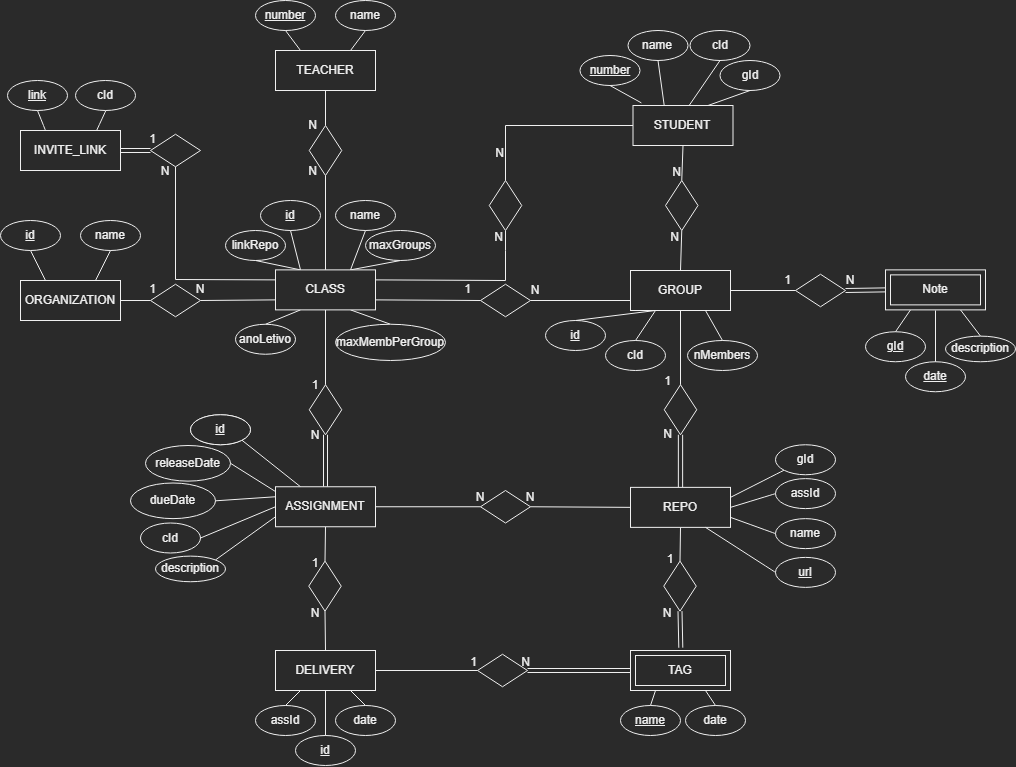 number
name
TEACHER
name
cId
number
gId
STUDENT
link
cId
INVITE_LINK
1
N
N
N
N
N
N
N
id
name
ORGANIZATION
1
N
id
name
linkRepo
maxGroups
CLASS
anoLetivo
maxMembPerGroup
1
N
GROUP
id
cId
nMembers
1
N
Note
gId
date
description
1
N
1
N
id
releaseDate
dueDate
cId
description
ASSIGNMENT
N
N
REPO
gId
assId
name
url
1
N
1
N
DELIVERY
assId
id
date
1
N
TAG
name
date